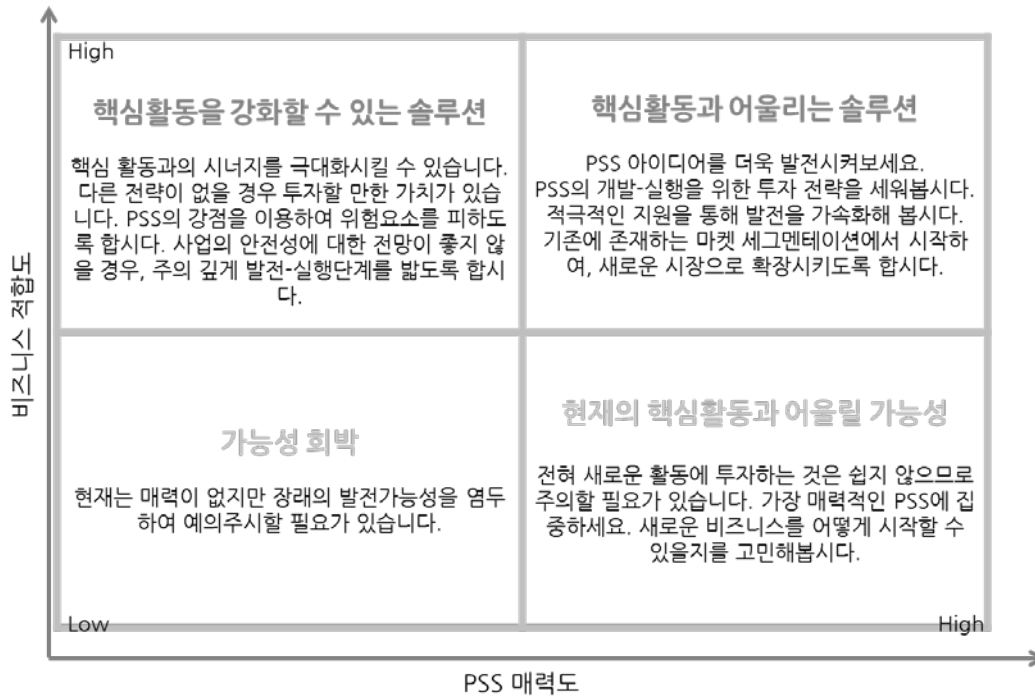 High
핵심활동을 강화할 수 있는 솔루션
핵심 활동과의 시너지를 극대화시킬 수 있습니다.
다른 전략이 없을 경우 투자할 만한 가치가 있습
니다. PSS의 강점을 이용하여 위험요소를 피하도
록 합시다. 사업의 안전성에 대한 전망이 좋지 않
을 경우, 주의 깊게 발전-실행단계를 밟도록 합시
다.
핵심활동과 어울리는 솔루션
PSS 아이디어를 더욱 발전시켜보세요.
PSS의 개발-실행을 위한 투자 전략을 세워봅시다.
적극적인 지원을 통해 발전을 가속화해 봅시다.
기존에 존재하는 마켓 세그멘테이션에서 시작하
여, 새로운 시장으로 확장시키도록 합시다.
비즈니스 적합도
가능성 희박
현재는 매력이 없지만 장래의 발전가능성을 염두
하여 예의주시할 필요가 있습니다.
현재의 핵심활동과 어울릴 가능성
전혀 새로운 활동에 투자하는 것은 쉽지 않으므로
주의할 필요가 있습니다. 가장 매력적인 PSS에 집
중하세요. 새로운 비즈니스를 어떻게 시작할 수
있을지를 고민해봅시다.
Low
High
PSS 매력도